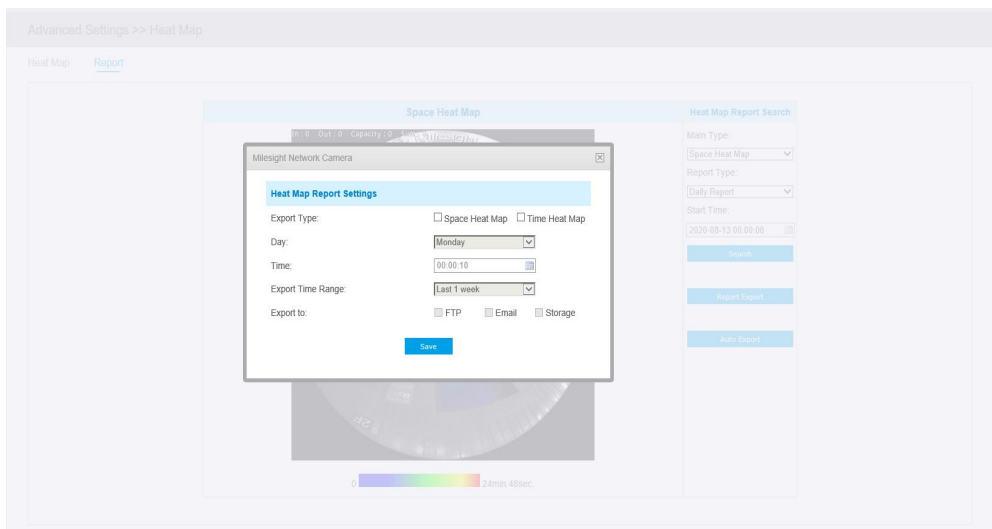 Advanced Settings >> Heat Map
Heat Map Report
Space Heat Map
In : 0 Out : 0 Capacity : 0
Milesight Network Camera
Heat Map Report Settings
Export Type: Space Heat Map Time Heat Map
Day: Monday
Time: 00:00:10
Export Time Range: Last 1 week
Export to: FTP Email Storage
Save
0 24min 48sec
Heat Map Report Search
Main Type:
Space Heat Map
Report Type:
Daily Report
Start Time:
2020-08-13 00:00:00
Search
Report Export
Auto Export